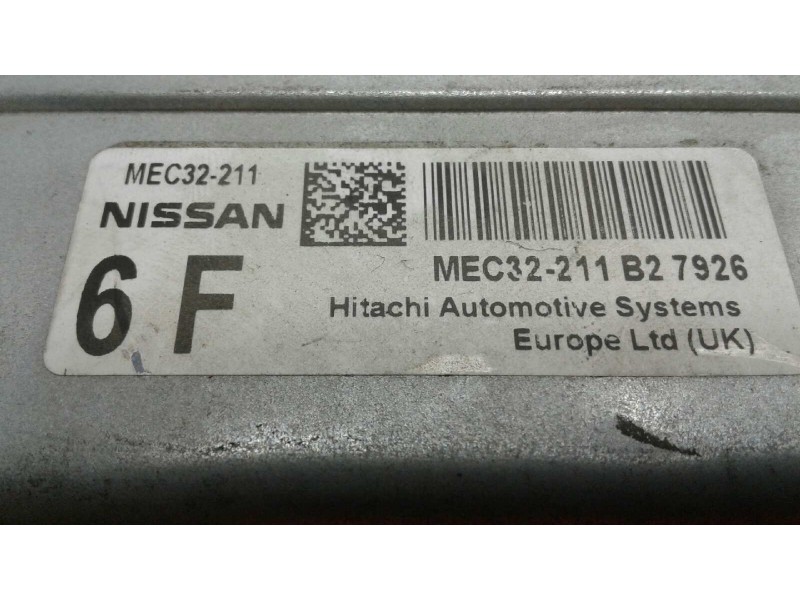 MEC32-211
NISSAN
6 F
MEC32-211 B2 7926
Hitachi Automotive Systems
Europe Ltd (UK)